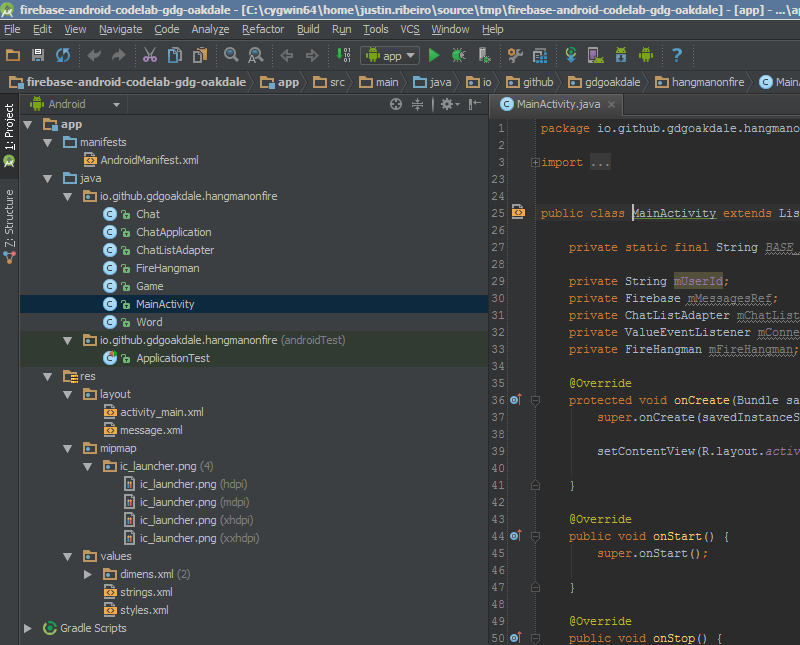 firebase-android-codelab-gdg-oakdale - [C:\cygwin64\home\justin.ribeiro\source\tmp\firebase-android-codelab-gdg-oakdale] - [app] - ...\ap
File Edit View Navigate Code Analyze Refactor Build Run Tools VCS Window Help
app
firebase-android-codelab-gdg-oakdale app src main java io github gdgoakdale hangmanonfire MainActi
1: Project
Z: Structure
Android
app
manifests
AndroidManifest.xml
java
io.github.gdgoakdale.hangmanonfire
Chat
ChatApplication
ChatListAdapter
FireHangman
Game
MainActivity
Word
io.github.gdgoakdale.hangmanonfire (androidTest)
ApplicationTest
res
layout
activity_main.xml
message.xml
mipmap
ic_launcher.png (4)
ic_launcher.png (hdpi)
ic_launcher.png (mdpi)
ic_launcher.png (xhdpi)
ic_launcher.png (xxhdpi)
values
dimens.xml (2)
strings.xml
styles.xml
Gradle Scripts
MainActivity.java
1 package io.github.gdgoakdale.hangmano
2
3 import ...
23
24
25 public class MainActivity extends Lis
26
27 private static final String BASE_
28
29 private String mUserId;
30 private Firebase mMessagesRef;
31 private ChatListAdapter mChatList
32 private ValueEventListener mConne
33 private FireHangman mFireHangman;
34
35 @Override
36 protected void onCreate(Bundle sa
37 super.onCreate(savedInstanceS
38
39 setContentView(R.layout.activ
40
41 }
42
43 @Override
44 public void onStart() {
45 super.onStart();
46
47 }
48
49 @Override
50 public void onStop() {